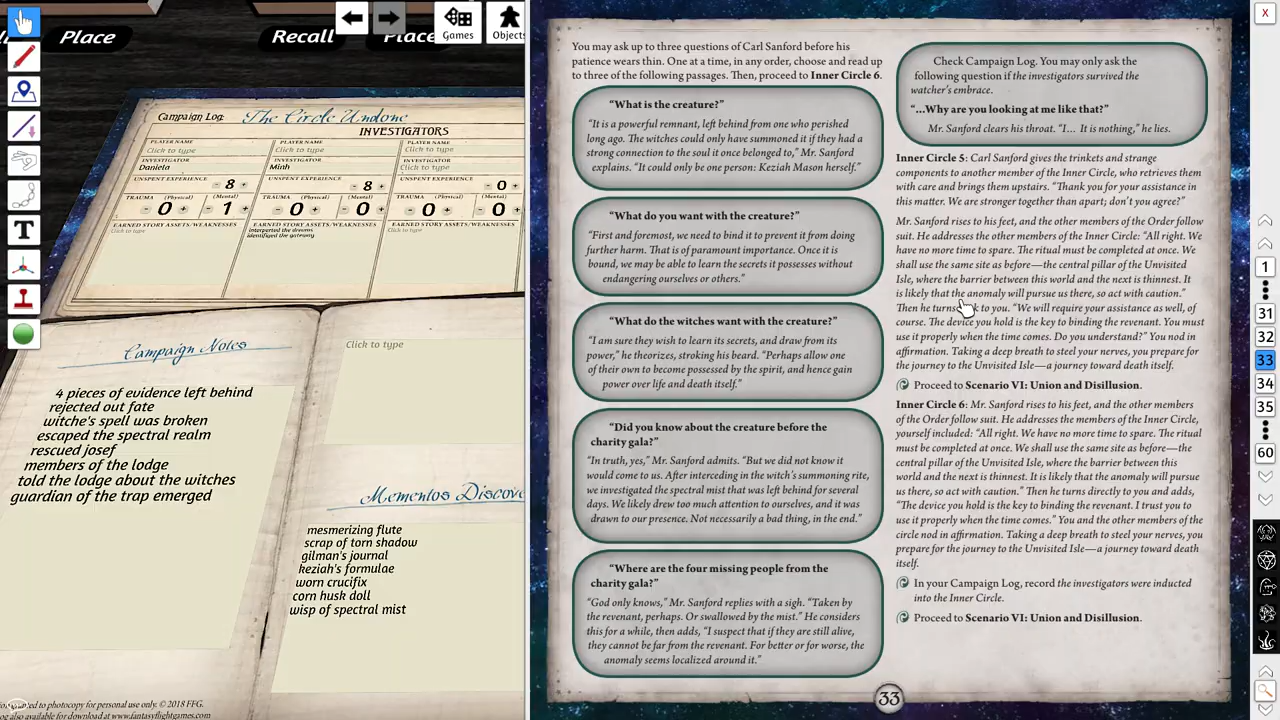 Place
Recall
Place
Games
Objects
Campaign Log: The Circle Undone
INVESTIGATORS
PLAYER NAME
Click to type
PLAYER NAME
Click to type
PLAYER NAME
Click to type
INVESTIGATOR
Daniela
INVESTIGATOR
INVESTIGATOR
Click to type
UNSPENT EXPERIENCE
- 8 +
UNSPENT EXPERIENCE
- 8 +
UNSPENT EXPERIENCE
- 0 +
TRAUMA (Physical) (Mental)
- 0 + - 1 +
TRAUMA (Physical) (Mental)
- 0 + - 0 +
TRAUMA (Physical) (Mental)
- 0 + - 0 +
EARNED STORY ASSETS/WEAKNESSES
Click to type
EARNED STORY ASSETS/WEAKNESSES
interpreted the dreams
EARNED STORY ASSETS/WEAKNESSES
Click to type
Campaign Notes
4 pieces of evidence left behind
rejected out fate
witche's spell was broken
escaped the spectral realm
rescued josef
members of the lodge
told the lodge about the witches
guardian of the trap emerged
Click to type
Mementos Discove
mesmerizing flute
scrap of torn shadow
gilman's journal
keziah's formulae
worn crucifix
corn husk doll
wisp of spectral mist
to photocopy for personal use only. © 2018 FFG.
also available for download at www.fantasyflightgames.com
You may ask up to three questions of Carl Sanford before his
patience wears thin. One at a time, in any order, choose and read up
to three of the following passages. Then, proceed to Inner Circle 6.
“What is the creature?”
“It is a powerful remnant, left behind from one who perished
long ago. The witches could only have summoned it if they had a
strong connection to the soul it once belonged to,” Mr. Sanford
explains. “It could only be one person: Keziah Mason herself.”
“What do you want with the creature?”
“First and foremost, we need to bind it to prevent it from doing
further harm. That is of paramount importance. Once it is
bound, we may be able to learn the secrets it possesses without
endangering ourselves or others.”
“What do the witches want with the creature?”
“I am sure they wish to learn its secrets, and draw from its
power,” he theorizes, stroking his beard. “Perhaps allow one
of their own to become possessed by the spirit, and hence gain
power over life and death itself.”
“Did you know about the creature before the
charity gala?”
“In truth, yes,” Mr. Sanford admits. “But we did not know it
would come to us. After interceding in the witch’s summoning rite,
we investigated the spectral mist that was left behind for several
days. We likely drew too much attention to ourselves, and it was
drawn to our presence. Not necessarily a bad thing, in the end.”
“Where are the four missing people from the
charity gala?”
“God only knows,” Mr. Sanford replies with a sigh. “Taken by
the revenant, perhaps. Or swallowed by the mist.” He considers
this for a while, then adds, “I suspect that if they are still alive,
they cannot be far from the revenant. For better or for worse, the
anomaly seems localized around it.”
Check Campaign Log. You may only ask the
following question if the investigators survived the
watcher’s embrace.
“…Why are you looking at me like that?”
Mr. Sanford clears his throat. “I… It is nothing,” he lies.
Inner Circle 5: Carl Sanford gives the trinkets and strange
components to another member of the Inner Circle, who retrieves them
with care and brings them upstairs. “Thank you for your assistance in
this matter. We are stronger together than apart; don’t you agree?”
Mr. Sanford rises to his feet, and the other members of the Order follow
suit. He addresses the other members of the Inner Circle: “All right. We
have no more time to spare. The ritual must be completed at once. We
shall use the same site as before—the central pillar of the Unvisited
Isle, where the barrier between this world and the next is thinnest. It
is likely that the anomaly will pursue us there, so act with caution.”
Then he turns to you. “We will require your assistance as well, of
course. The device you hold is the key to binding the revenant. You must
use it properly when the time comes. Do you understand?” You nod in
affirmation. Taking a deep breath to steel your nerves, you prepare for
the journey to the Unvisited Isle—a journey toward death itself.
Proceed to Scenario VI: Union and Disillusion.
Inner Circle 6: Mr. Sanford rises to his feet, and the other members
of the Order follow suit. He addresses the members of the Inner Circle,
yourself included: “All right. We have no more time to spare. The ritual
must be completed at once. We shall use the same site as before—the
central pillar of the Unvisited Isle, where the barrier between this
world and the next is thinnest. It is likely that the anomaly will pursue
us there, so act with caution.” Then he turns directly to you and adds,
“The device you hold is the key to binding the revenant. I trust you to
use it properly when the time comes.” You and the other members of the
circle nod in affirmation. Taking a deep breath to steel your nerves, you
prepare for the journey to the Unvisited Isle—a journey toward death
itself.
In your Campaign Log, record the investigators were inducted
into the Inner Circle.
Proceed to Scenario VI: Union and Disillusion.
33
X
1
31
32
33
34
35
60
T